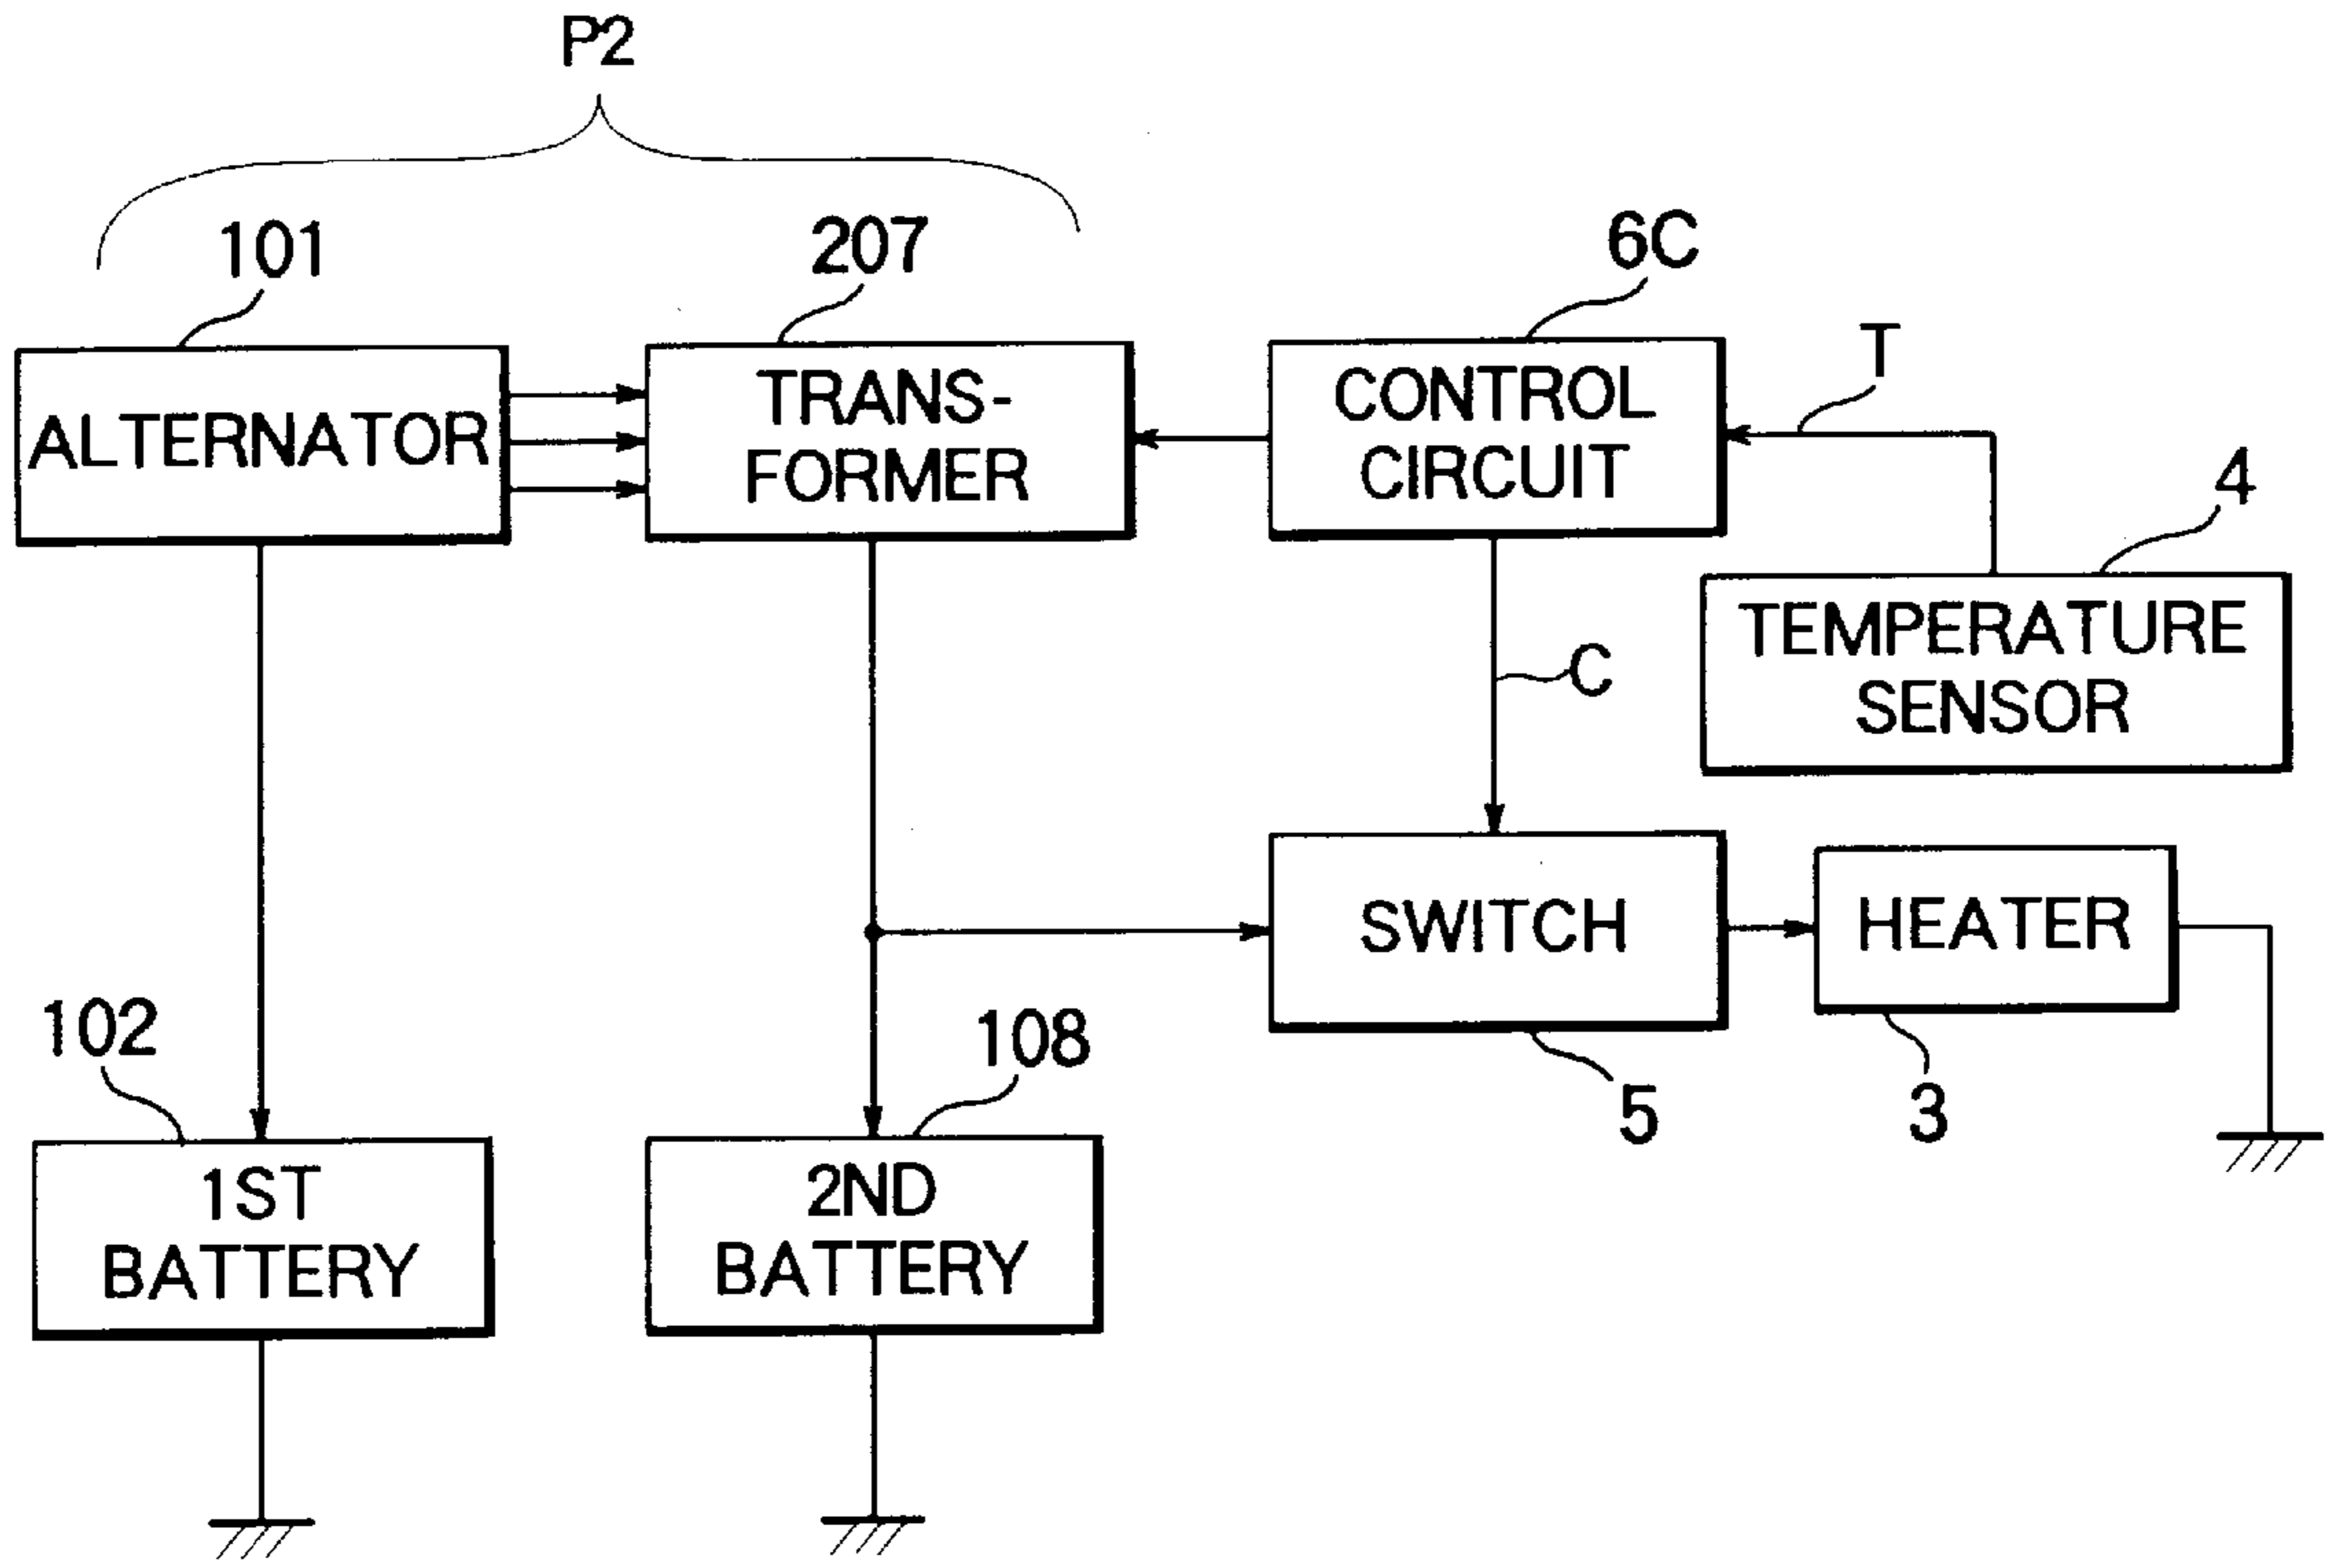 P2
101
207
6C
T
ALTERNATOR
TRANS-
FORMER
CONTROL
CIRCUIT
4
TEMPERATURE
SENSOR
C
SWITCH
HEATER
102
108
5
3
1ST
BATTERY
2ND
BATTERY